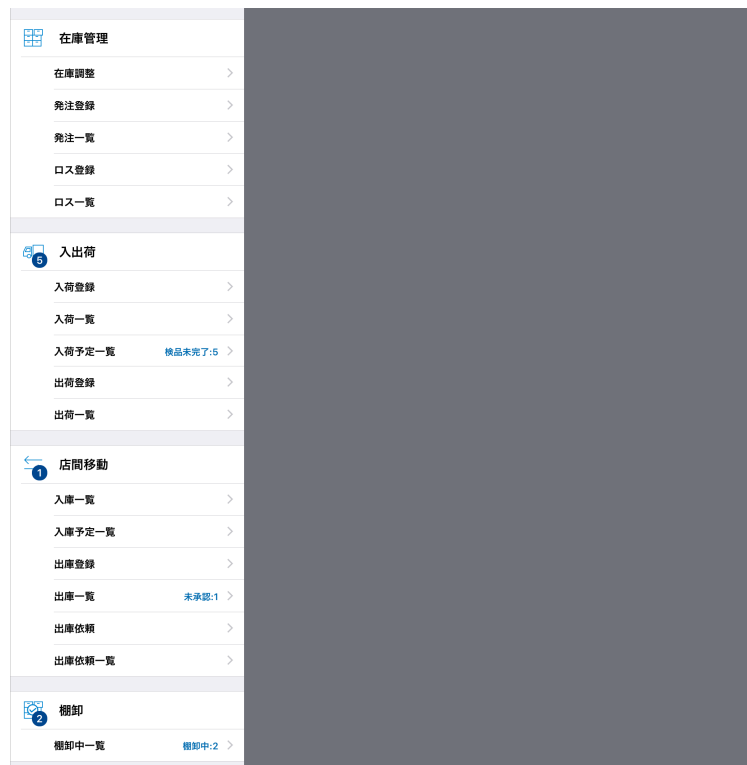 在庫管理
在庫調整
発注登録
発注一覧
ロス登録
ロス一覧
入出荷
5
入荷登録
入荷一覧
入荷予定一覧 検品未完了:5
出荷登録
出荷一覧
店間移動
1
入庫一覧
入庫予定一覧
出庫登録
出庫一覧 未承認:1
出庫依頼
出庫依頼一覧
棚卸
2
棚卸中一覧 棚卸中:2